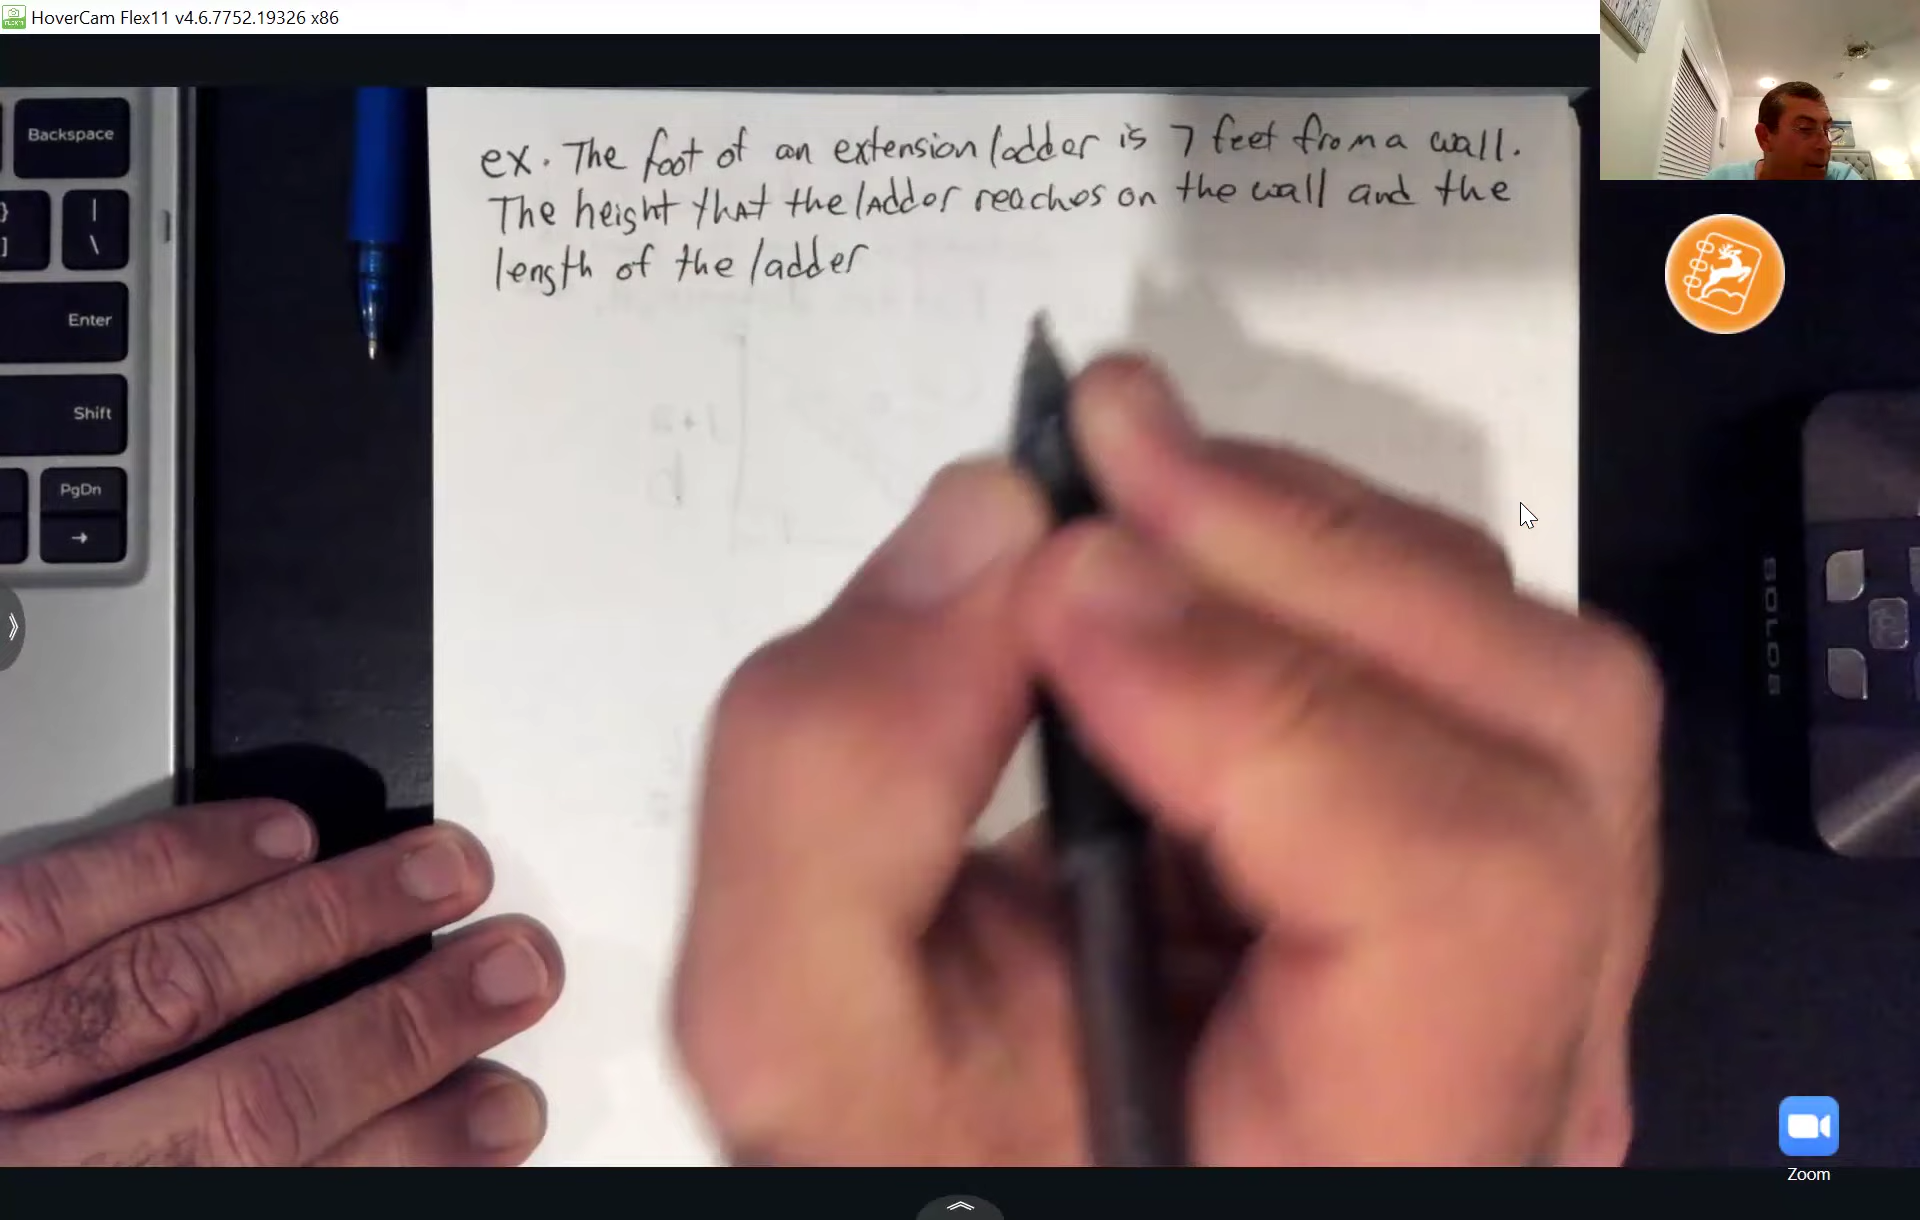 HoverCam Flex11 v4.6.7752.19326 x86
Backspace
}
]
|
\
Enter
Shift
PgDn
→
ex. The foot of an extension ladder is 7 feet from a wall.
The height that the ladder reaches on the wall and the
length of the ladder
SOLO8
Zoom